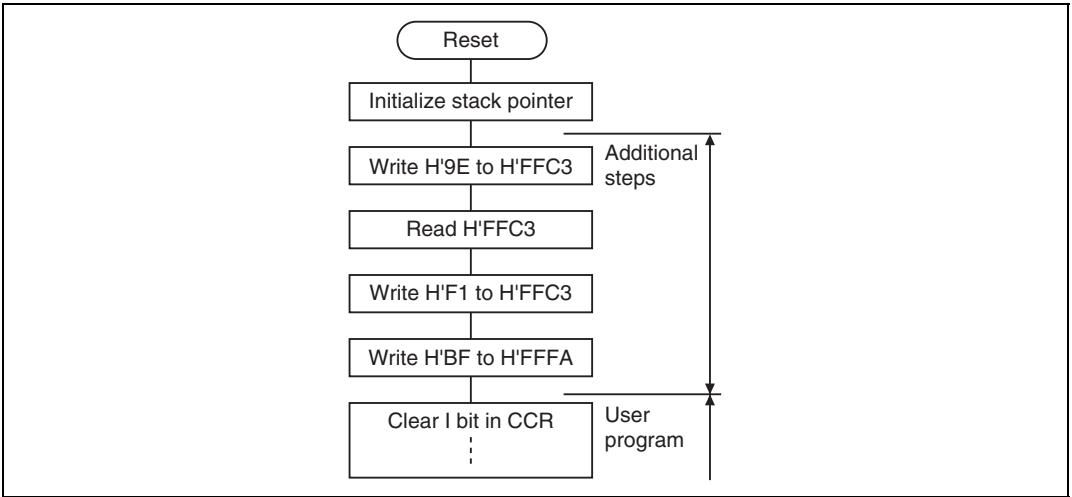 Reset
Initialize stack pointer
Write H'9E to H'FFC3
Additional
steps
Read H'FFC3
Write H'F1 to H'FFC3
Write H'BF to H'FFFA
Clear I bit in CCR
User
program